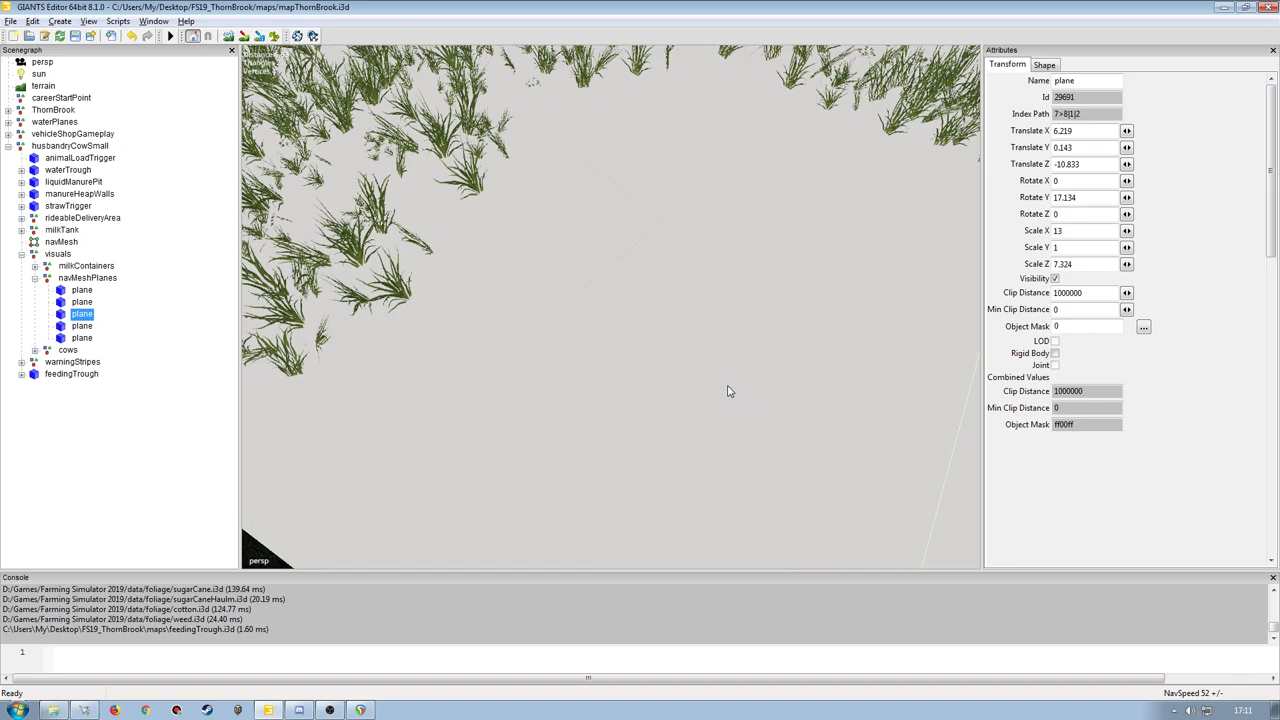 GIANTS Editor 64bit 8.1.0 - C:/Users/My/Desktop/FS19_ThornBrook/maps/mapThornBrook.i3d
File Edit Create View Scripts Window Help
Scenegraph
persp
sun
terrain
careerStartPoint
ThornBrook
waterPlanes
vehicleShopGameplay
husbandryCowSmall
animalLoadTrigger
waterTrough
liquidManurePit
manureHeapWalls
strawTrigger
rideableDeliveryArea
milkTank
navMesh
visuals
milkContainers
navMeshPlanes
plane
plane
plane
plane
plane
cows
warningStripes
feedingTrough
Distance
Triangles
Vertices
persp
Attributes
Transform Shape
Name plane
Id 29691
Index Path 7>8|1|2
Translate X 6.219
Translate Y 0.143
Translate Z -10.833
Rotate X 0
Rotate Y 17.134
Rotate Z 0
Scale X 13
Scale Y 1
Scale Z 7.324
Visibility
Clip Distance 1000000
Min Clip Distance 0
Object Mask 0 ...
LOD
Rigid Body
Joint
Combined Values
Clip Distance 1000000
Min Clip Distance 0
Object Mask ff00ff
Console
D:/Games/Farming Simulator 2019/data/foliage/sugarCane.i3d (139.64 ms)
D:/Games/Farming Simulator 2019/data/foliage/sugarCaneHaulm.i3d (20.19 ms)
D:/Games/Farming Simulator 2019/data/foliage/cotton.i3d (124.77 ms)
D:/Games/Farming Simulator 2019/data/foliage/weed.i3d (24.40 ms)
C:\Users\My\Desktop\FS19_ThornBrook\maps\feedingTrough.i3d (1.60 ms)
1
Ready
NavSpeed 52 +/-
17:11